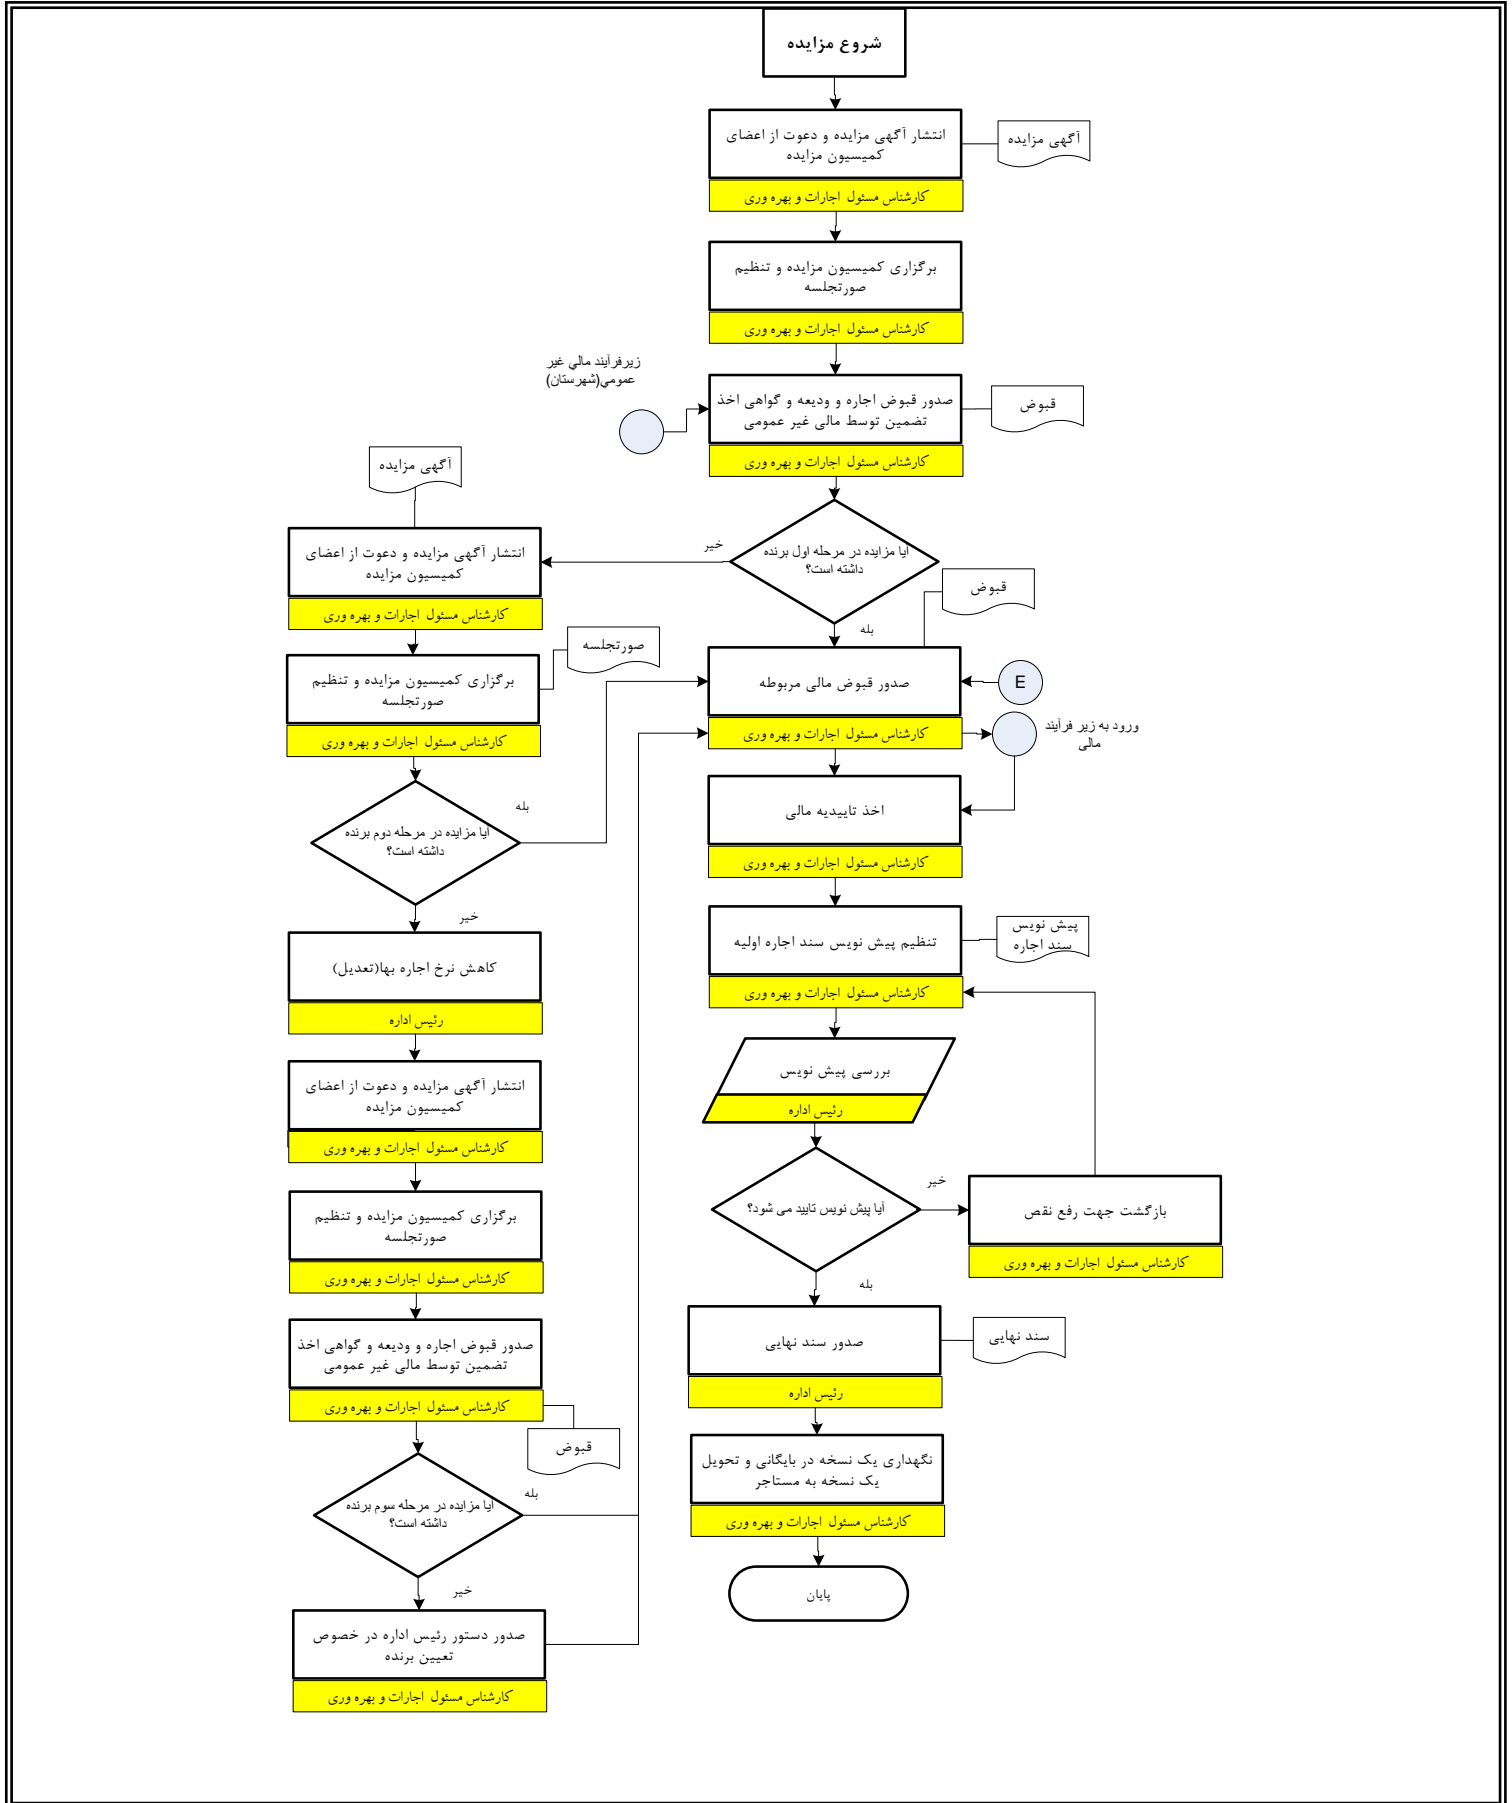 شروع مزایده
انتشار آگهی مزایده و دعوت از اعضای
کمیسیون مزایده
کارشناس مسئول اجارات و بهره وری
آگهی مزایده
برگزاری کمیسیون مزایده و تنظیم
صورتجلسه
کارشناس مسئول اجارات و بهره وری
زیرفرآیند مالي غیر
عمومي(شهرستان)
صدور قبوض اجاره و ودیعه و گواهی اخذ
تضمین توسط مالی غیر عمومی
کارشناس مسئول اجارات و بهره وری
قبوض
آیا مزایده در مرحله اول برنده
داشته است؟
خیر
بله
آگهی مزایده
انتشار آگهی مزایده و دعوت از اعضای
کمیسیون مزایده
کارشناس مسئول اجارات و بهره وری
صورتجلسه
برگزاری کمیسیون مزایده و تنظیم
صورتجلسه
کارشناس مسئول اجارات و بهره وری
آیا مزایده در مرحله دوم برنده
داشته است؟
بله
خیر
کاهش نرخ اجاره بها(تعدیل)
رئیس اداره
انتشار آگهی مزایده و دعوت از اعضای
کمیسیون مزایده
کارشناس مسئول اجارات و بهره وری
برگزاری کمیسیون مزایده و تنظیم
صورتجلسه
کارشناس مسئول اجارات و بهره وری
صدور قبوض اجاره و ودیعه و گواهی اخذ
تضمین توسط مالی غیر عمومی
کارشناس مسئول اجارات و بهره وری
قبوض
آیا مزایده در مرحله سوم برنده
داشته است؟
بله
خیر
صدور دستور رئیس اداره در خصوص
تعیین برنده
کارشناس مسئول اجارات و بهره وری
قبوض
صدور قبوض مالی مربوطه
کارشناس مسئول اجارات و بهره وری
E
ورود به زیر فرآیند
مالی
اخذ تاییدیه مالی
کارشناس مسئول اجارات و بهره وری
تنظیم پیش نویس سند اجاره اولیه
کارشناس مسئول اجارات و بهره وری
پیش نویس
سند اجاره
بررسی پیش نویس
رئیس اداره
آیا پیش نویس تایید می شود؟
خیر
بازگشت جهت رفع نقص
کارشناس مسئول اجارات و بهره وری
بله
صدور سند نهایی
رئیس اداره
سند نهایی
نگهداری یک نسخه در بایگانی و تحویل
یک نسخه به مستاجر
کارشناس مسئول اجارات و بهره وری
پایان